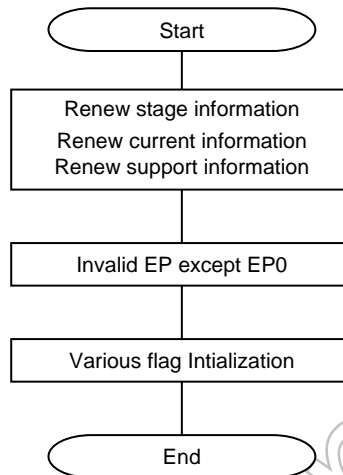 Start
Renew stage information
Renew current information
Renew support information
Invalid EP except EP0
Various flag Intialization
End